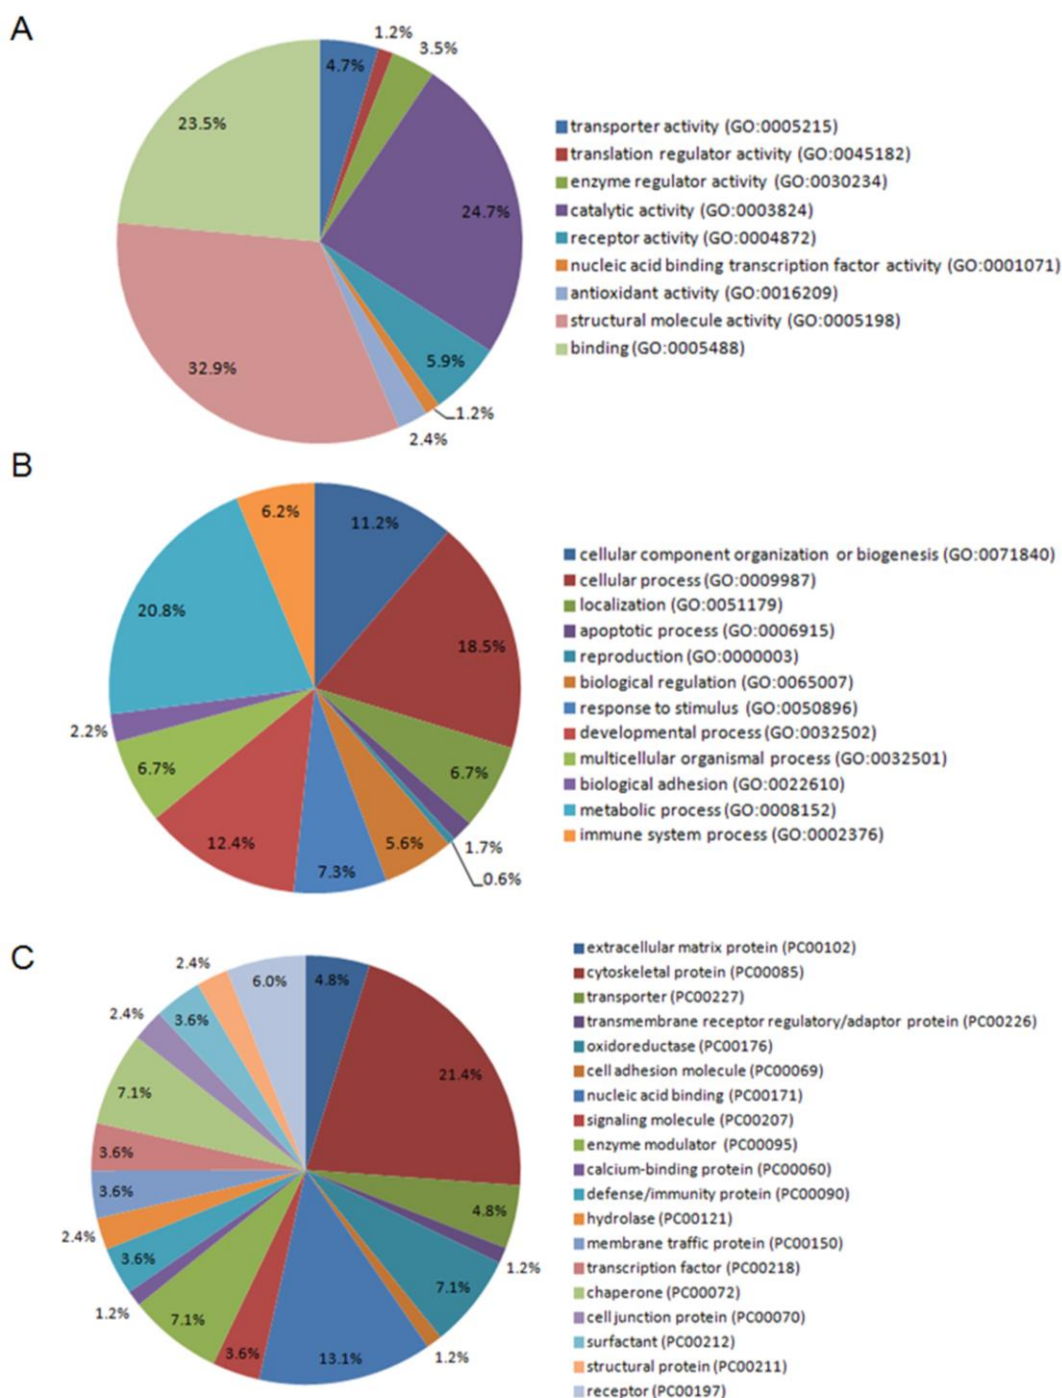 A
1.2%
3.5%
4.7%
23.5%
24.7%
5.9%
32.9%
1.2%
2.4%
transporter activity (GO:0005215)
translation regulator activity (GO:0045182)
enzyme regulator activity (GO:0030234)
catalytic activity (GO:0003824)
receptor activity (GO:0004872)
nucleic acid binding transcription factor activity (GO:0001071)
antioxidant activity (GO:0016209)
structural molecule activity (GO:0005198)
binding (GO:0005488)
B
6.2%
11.2%
20.8%
18.5%
2.2%
6.7%
6.7%
12.4%
7.3%
5.6%
1.7%
0.6%
cellular component organization or biogenesis (GO:0071840)
cellular process (GO:0009987)
localization (GO:0051179)
apoptotic process (GO:0006915)
reproduction (GO:0000003)
biological regulation (GO:0065007)
response to stimulus (GO:0050896)
developmental process (GO:0032502)
multicellular organismal process (GO:0032501)
biological adhesion (GO:0022610)
metabolic process (GO:0008152)
immune system process (GO:0002376)
C
2.4%
6.0%
4.8%
2.4%
3.6%
21.4%
7.1%
3.6%
3.6%
4.8%
2.4%
3.6%
1.2%
7.1%
1.2%
7.1%
3.6%
13.1%
1.2%
extracellular matrix protein (PC00102)
cytoskeletal protein (PC00085)
transporter (PC00227)
transmembrane receptor regulatory/adaptor protein (PC00226)
oxidoreductase (PC00176)
cell adhesion molecule (PC00069)
nucleic acid binding (PC00171)
signaling molecule (PC00207)
enzyme modulator (PC00095)
calcium-binding protein (PC00060)
defense/immunity protein (PC00090)
hydrolase (PC00121)
membrane traffic protein (PC00150)
transcription factor (PC00218)
chaperone (PC00072)
cell junction protein (PC00070)
surfactant (PC00212)
structural protein (PC00211)
receptor (PC00197)